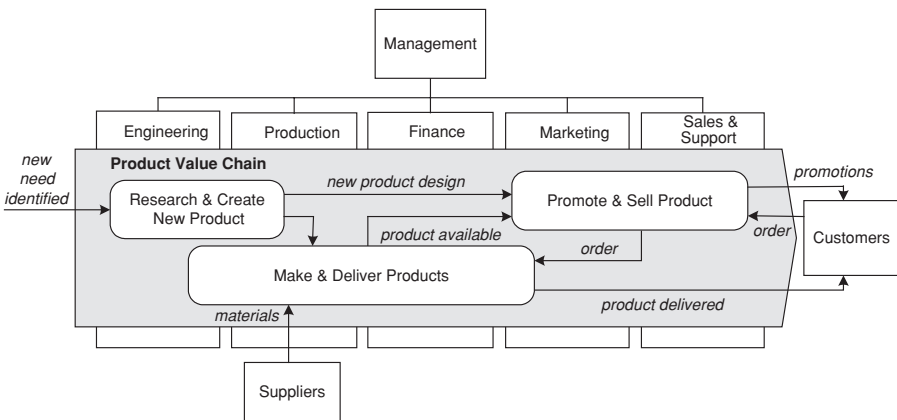 Management
Engineering
Production
Finance
Marketing
Sales &
Support
Product Value Chain
new
need
identified
Research & Create
New Product
new product design
Promote & Sell Product
promotions
product available
order
order
Customers
Make & Deliver Products
product delivered
materials
Suppliers